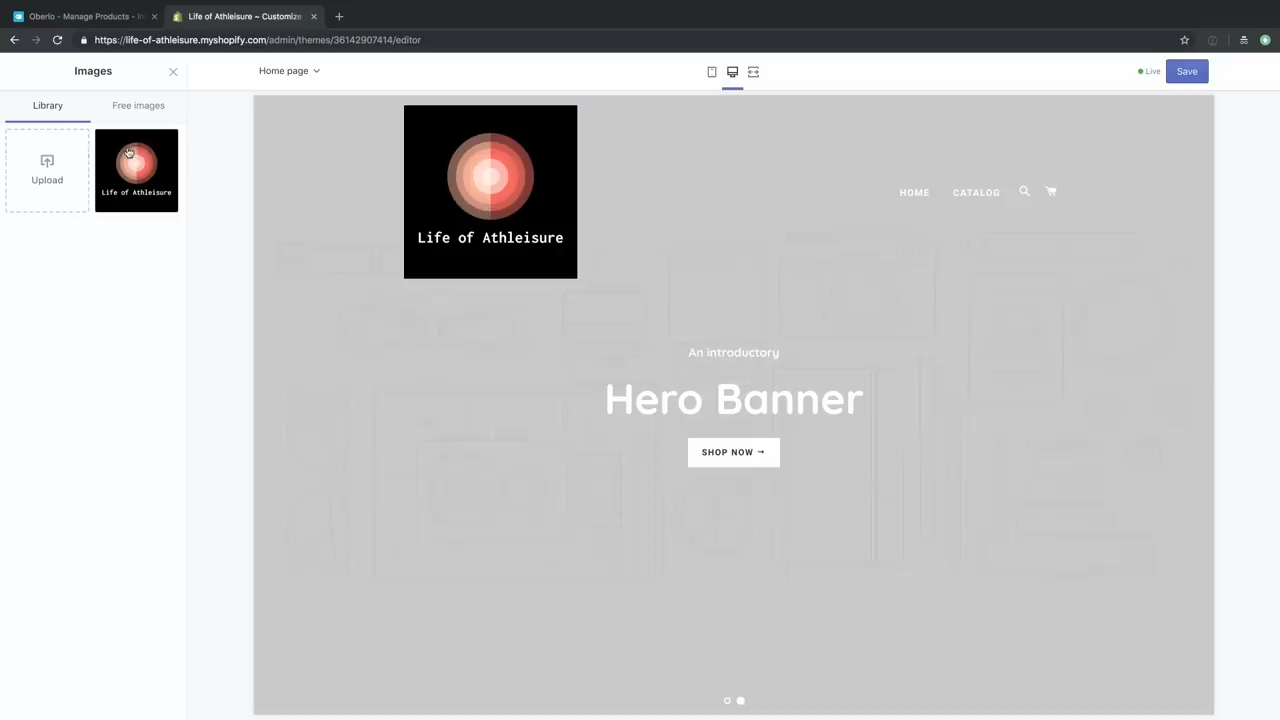 Oberlo - Manage Products - Im
Life of Athleisure ~ Customize
https://life-of-athleisure.myshopify.com/admin/themes/36142907414/editor
Images
Home page
Live
Save
Library
Free images
Upload
Life of Athleisure
Life of Athleisure
HOME
CATALOG
An introductory
Hero Banner
SHOP NOW →